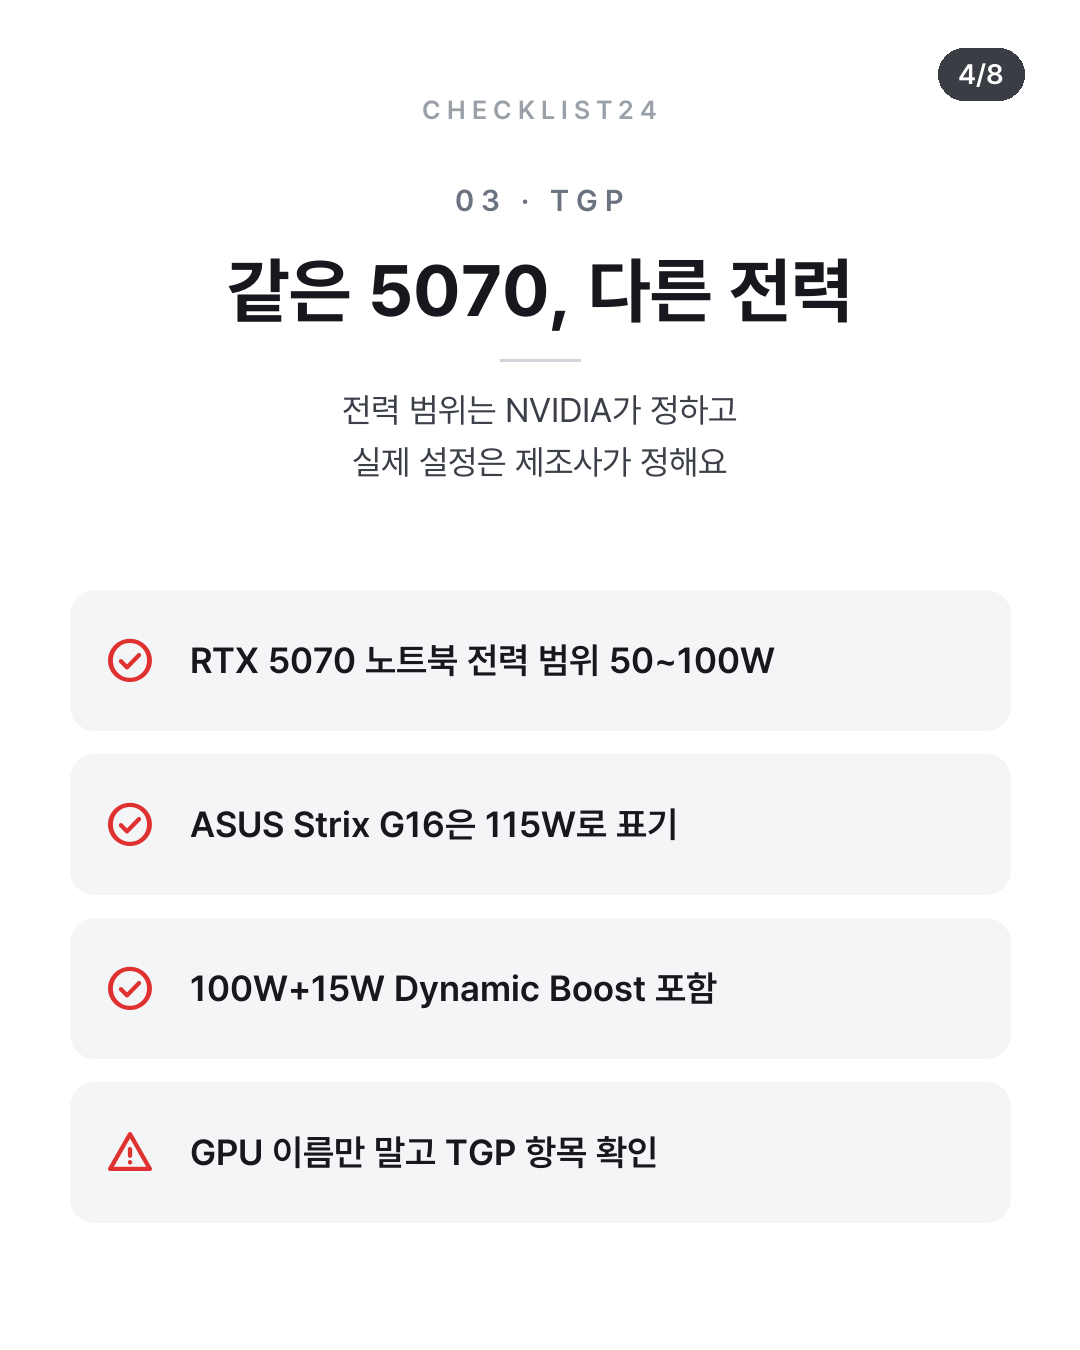 4/8
CHECKLIST24
03 · TGP
같은 5070, 다른 전력
전력 범위는 NVIDIA가 정하고
실제 설정은 제조사가 정해요
RTX 5070 노트북 전력 범위 50~100W
ASUS Strix G16은 115W로 표기
100W+15W Dynamic Boost 포함
GPU 이름만 말고 TGP 항목 확인